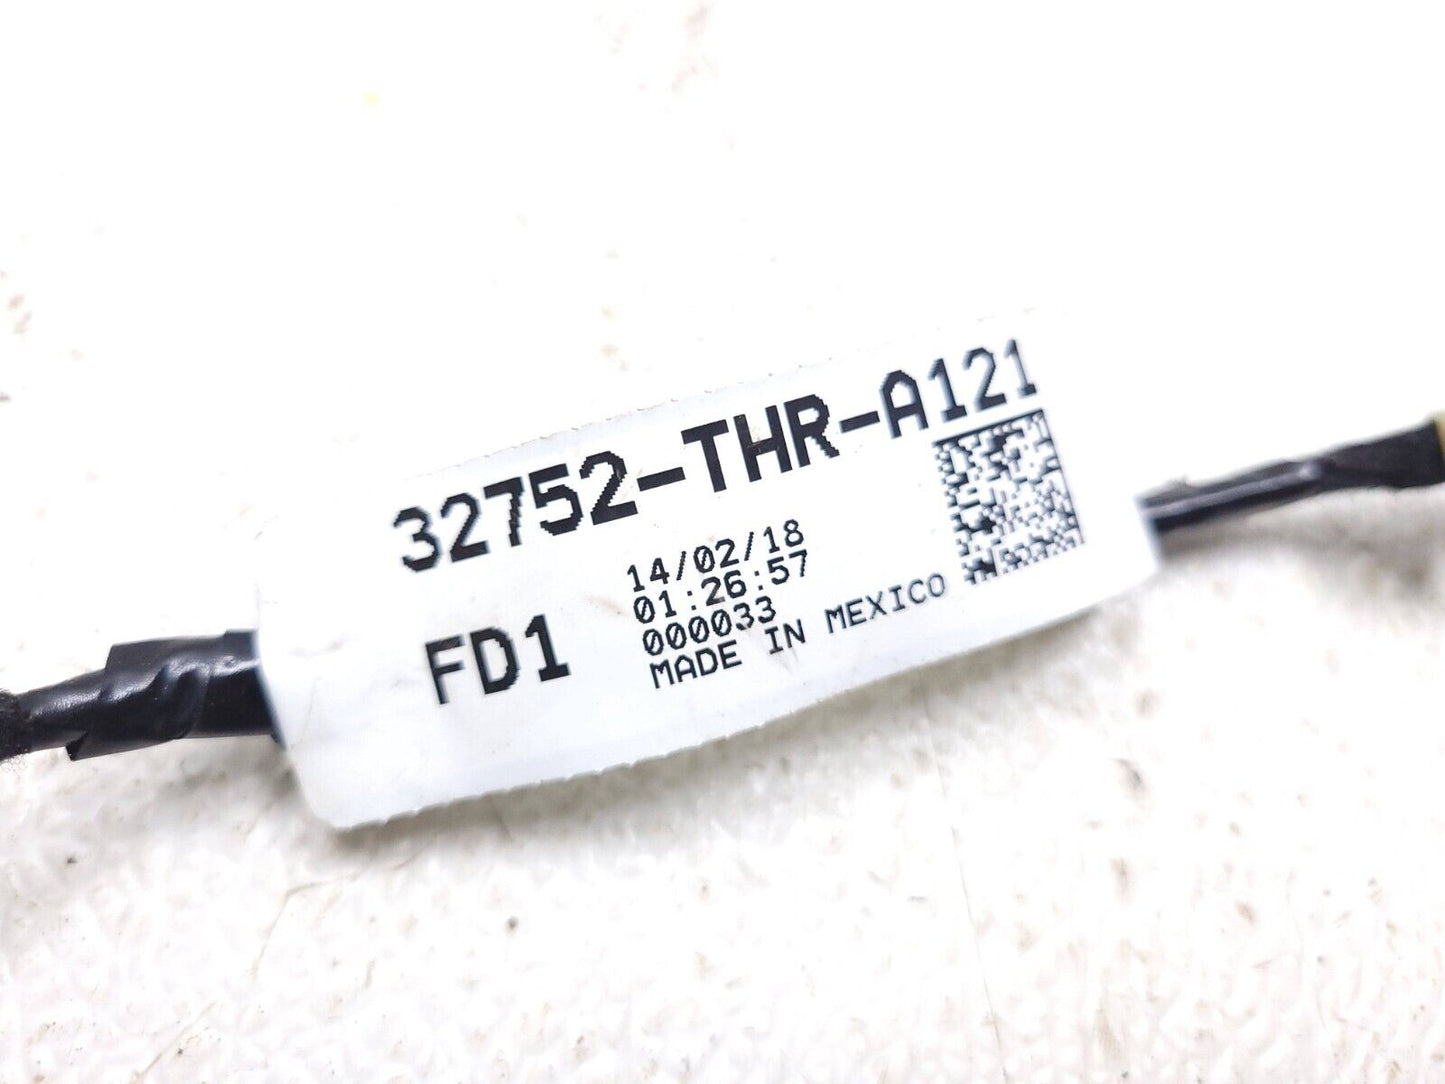 32752-THR-A121
FD1
14/02/18
01:26:57
000033
MADE IN MEXICO